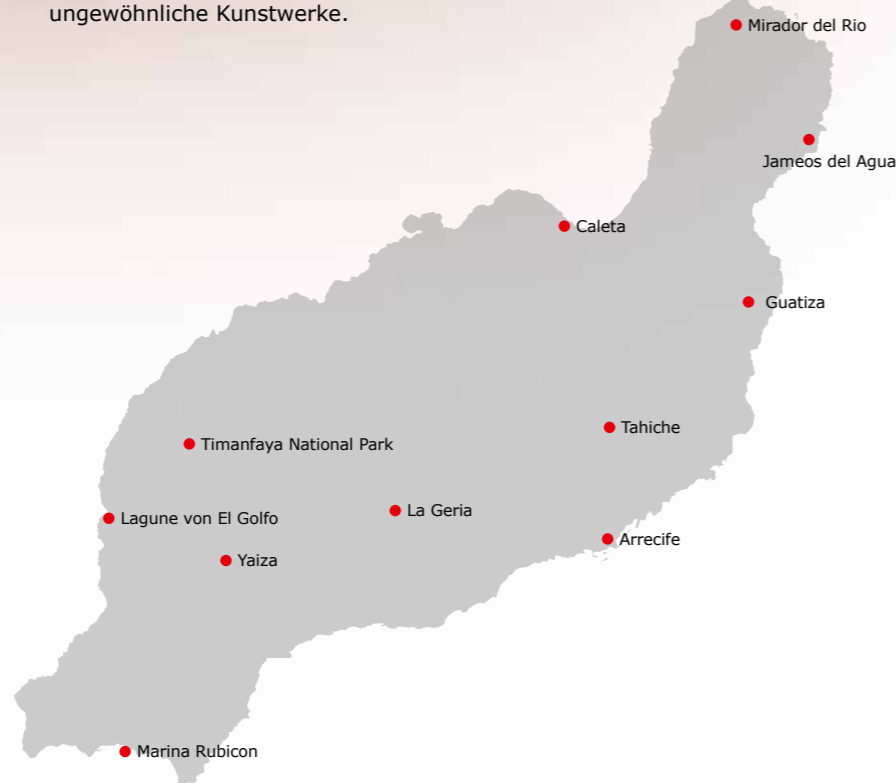 ungewöhnliche Kunstwerke.
Mirador del Rio
Jameos del Agua
Caleta
Guatiza
Tahiche
Timanfaya National Park
La Geria
Lagune von El Golfo
Arrecife
Yaiza
Marina Rubicon